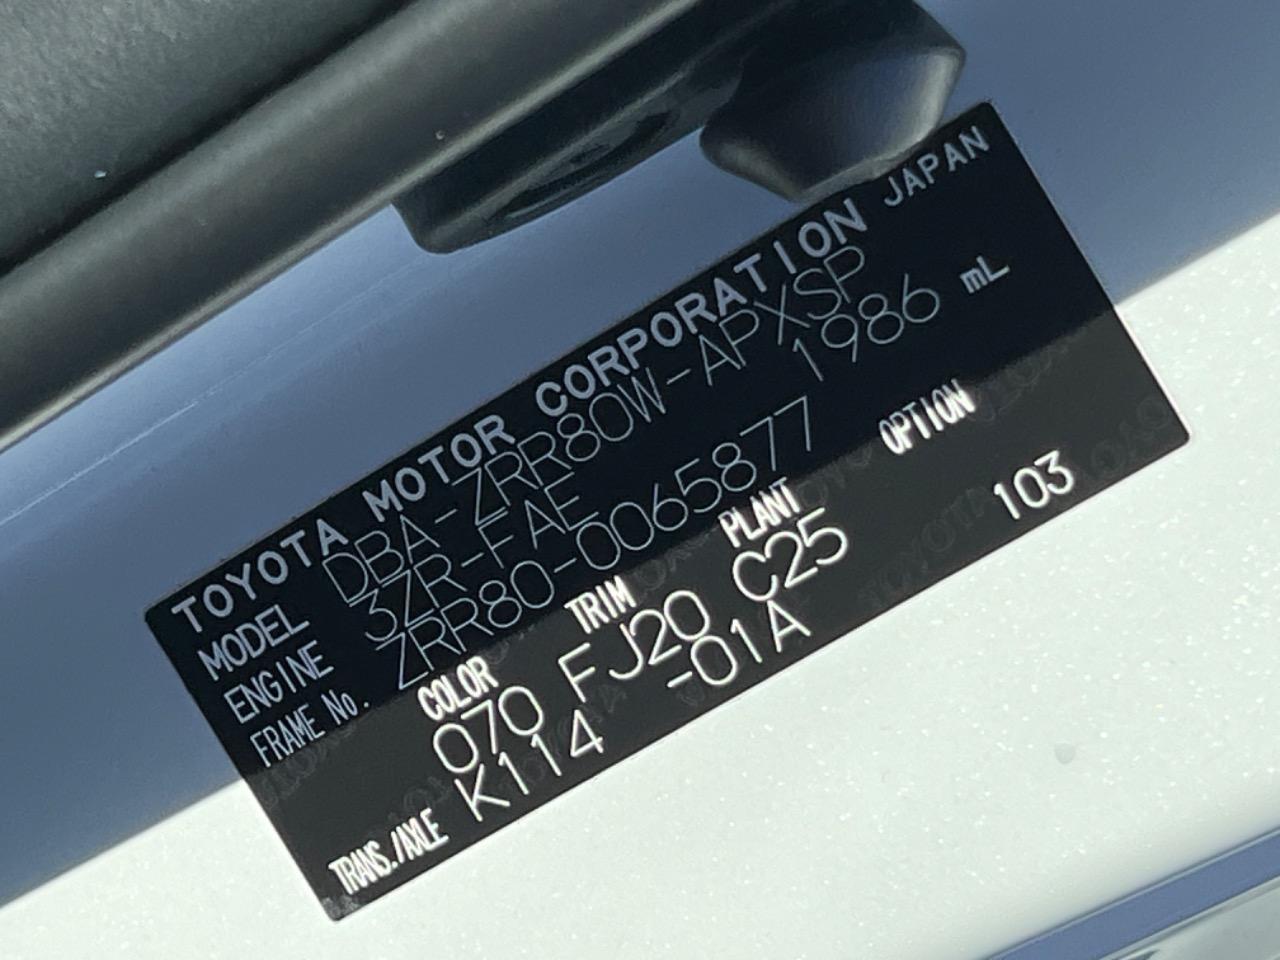 TOYOTA MOTOR CORPORATION JAPAN
MODEL DBA-ZRR80W-APXSP
ENGINE 3ZR-FAE 1986 mL
FRAME No. ZRR80-0065877
COLOR TRIM PLANT OPTION
070 FJ20 C25 103
TRANS./AXLE K114 -01A